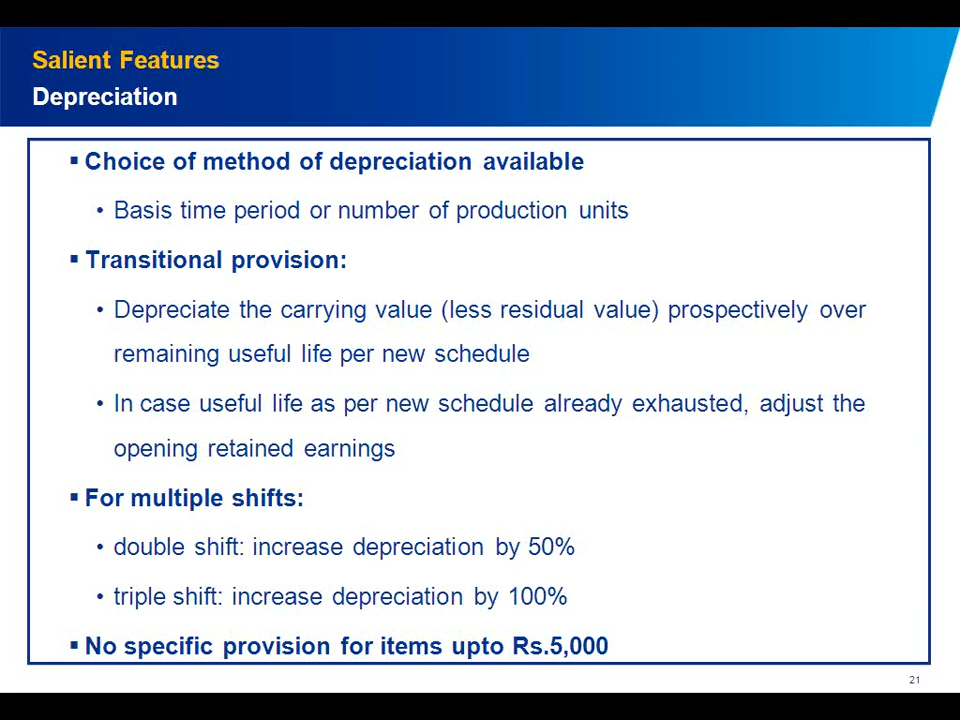 Salient Features
Depreciation
▪ Choice of method of depreciation available
• Basis time period or number of production units
▪ Transitional provision:
• Depreciate the carrying value (less residual value) prospectively over
remaining useful life per new schedule
• In case useful life as per new schedule already exhausted, adjust the
opening retained earnings
▪ For multiple shifts:
• double shift: increase depreciation by 50%
• triple shift: increase depreciation by 100%
▪ No specific provision for items upto Rs.5,000
21